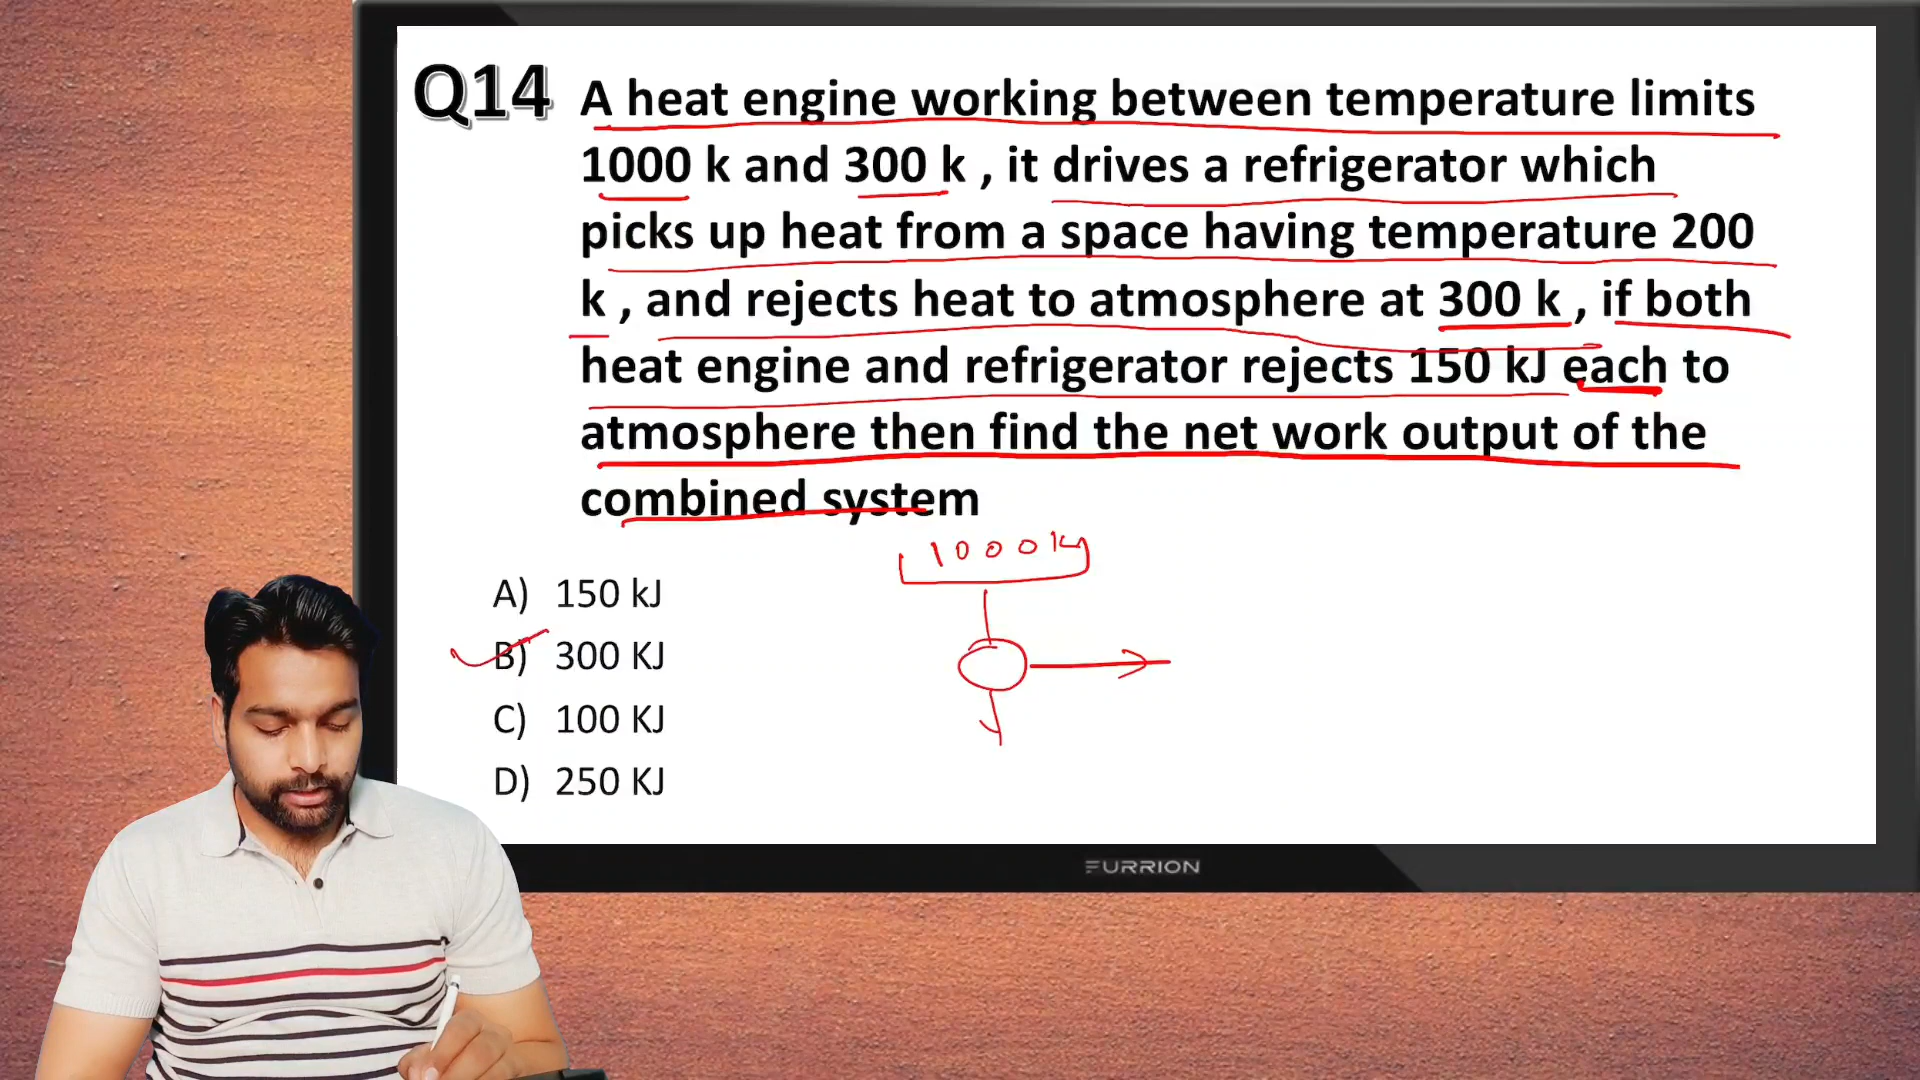 Q14 A heat engine working between temperature limits
1000 k and 300 k , it drives a refrigerator which
picks up heat from a space having temperature 200
k , and rejects heat to atmosphere at 300 k , if both
heat engine and refrigerator rejects 150 kJ each to
atmosphere then find the net work output of the
combined system
1000k
A) 150 kJ
B) 300 KJ
C) 100 KJ
D) 250 KJ
FURRION